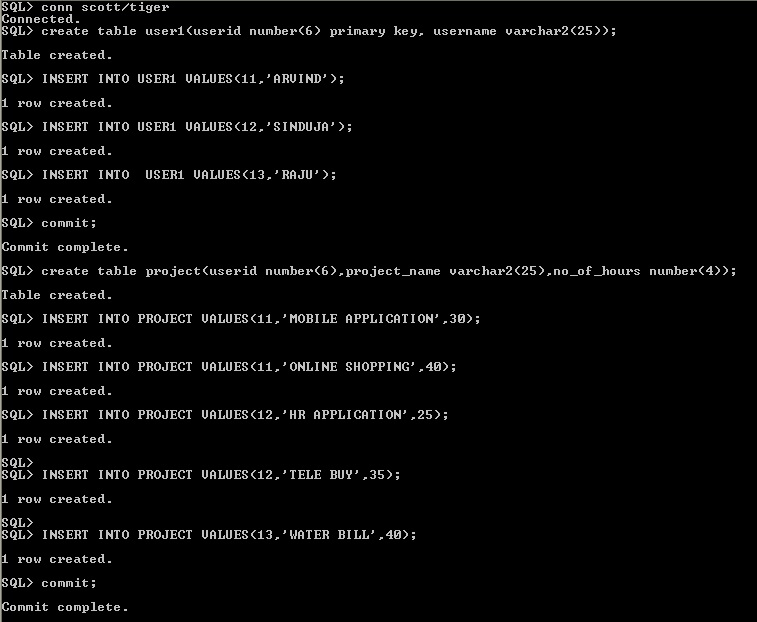 SQL> conn scott/tiger
Connected.
SQL> create table user1(userid number(6) primary key, username varchar2(25));
Table created.
SQL> INSERT INTO USER1 VALUES(11,'ARVIND');
1 row created.
SQL> INSERT INTO USER1 VALUES(12,'SINDUJA');
1 row created.
SQL> INSERT INTO  USER1 VALUES(13,'RAJU');
1 row created.
SQL> commit;
Commit complete.
SQL> create table project(userid number(6),project_name varchar2(25),no_of_hours number(4));
Table created.
SQL> INSERT INTO PROJECT VALUES(11,'MOBILE APPLICATION',30);
1 row created.
SQL> INSERT INTO PROJECT VALUES(11,'ONLINE SHOPPING',40);
1 row created.
SQL> INSERT INTO PROJECT VALUES(12,'HR APPLICATION',25);
1 row created.
SQL>
SQL> INSERT INTO PROJECT VALUES(12,'TELE BUY',35);
1 row created.
SQL>
SQL> INSERT INTO PROJECT VALUES(13,'WATER BILL',40);
1 row created.
SQL> commit;
Commit complete.